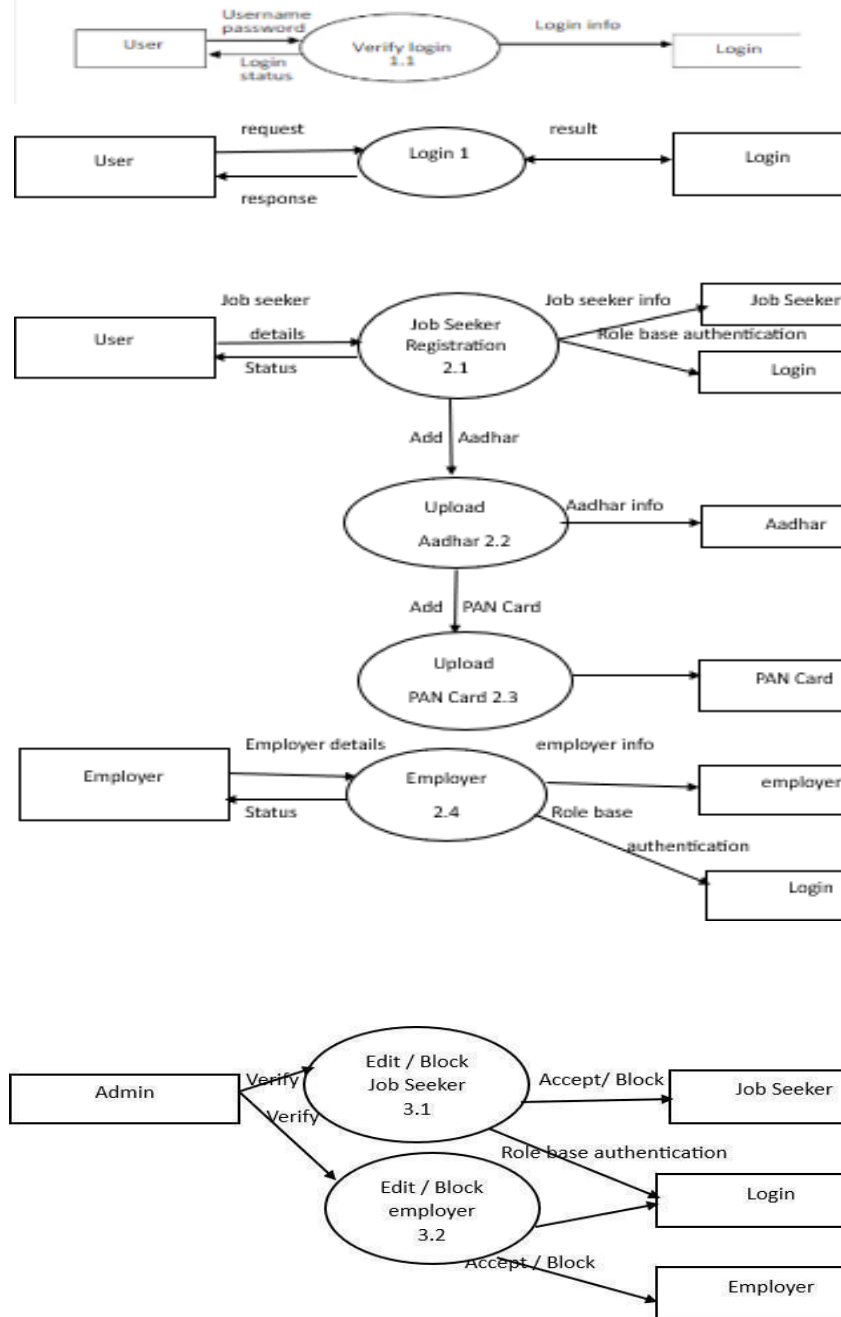 Username
password
Login info
User
Verify login
1.1
Login
Login
status
request
result
User
Login 1
Login
response
Job seeker
Job seeker info
Job Seeker
User
details
Job Seeker
Registration
2.1
Role base authentication
Status
Login
Add Aadhar
Upload
Aadhar 2.2
Aadhar info
Aadhar
Add PAN Card
Upload
PAN Card 2.3
PAN Card
Employer details
employer info
Employer
Employer
2.4
employer
Status
Role base
authentication
Login
Admin
Verify
Verify
Edit / Block
Job Seeker
3.1
Accept/ Block
Job Seeker
Role base authentication
Edit / Block
employer
3.2
Login
Accept / Block
Employer